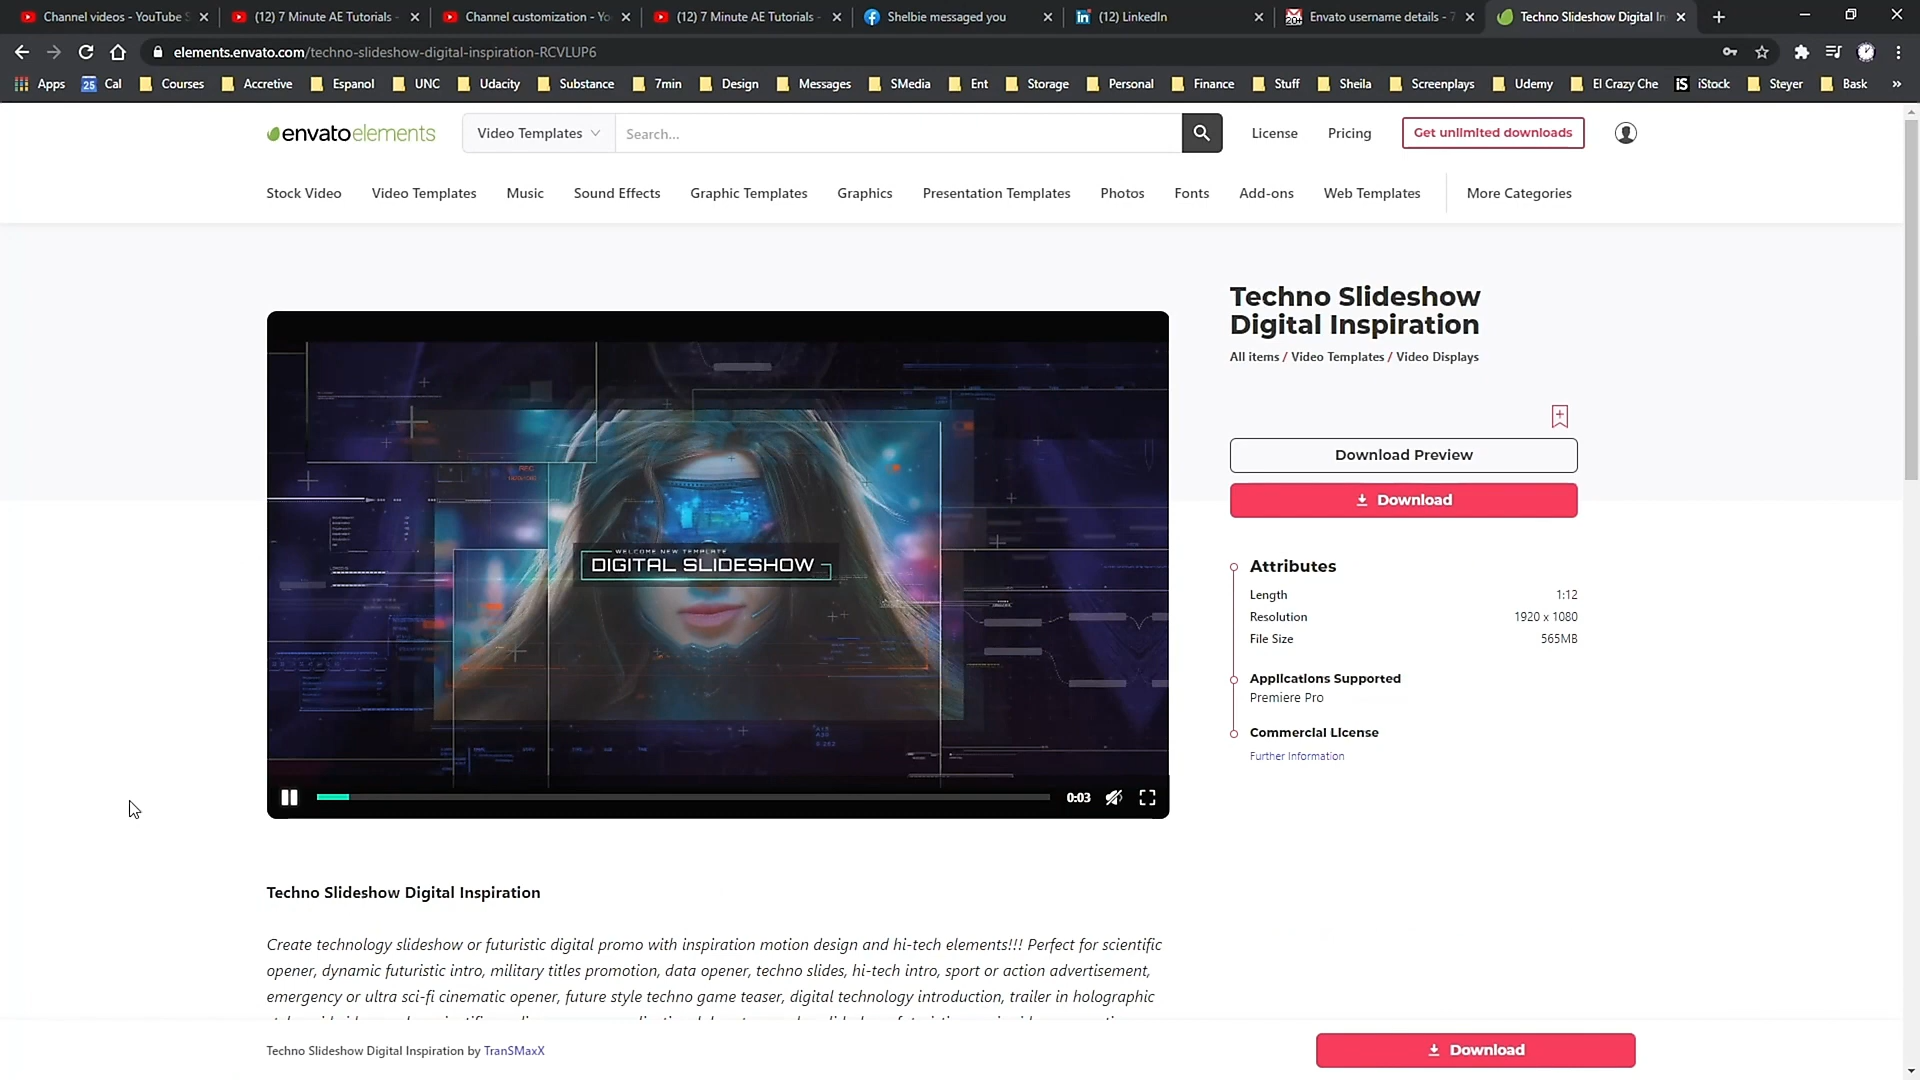 Channel videos - YouTube S
(12) 7 Minute AE Tutorials -
Channel customization - Yo
(12) 7 Minute AE Tutorials -
Shelbie messaged you
(12) LinkedIn
Envato username details - 7
Techno Slideshow Digital In
elements.envato.com/techno-slideshow-digital-inspiration-RCVLUP6
Apps
25 Cal
Courses
Accretive
Espanol
UNC
Udacity
Substance
7min
Design
Messages
SMedia
Ent
Storage
Personal
Finance
Stuff
Sheila
Screenplays
Udemy
El Crazy Che
iS iStock
Steyer
Bask
»
envatoelements
Video Templates
Search...
License
Pricing
Get unlimited downloads
Stock Video
Video Templates
Music
Sound Effects
Graphic Templates
Graphics
Presentation Templates
Photos
Fonts
Add-ons
Web Templates
More Categories
Techno Slideshow
Digital Inspiration
All items / Video Templates / Video Displays
WELCOME NEW TEMPLATE
DIGITAL SLIDESHOW
0:03
Download Preview
Download
Attributes
Length 1:12
Resolution 1920 x 1080
File Size 565MB
Applications Supported
Premiere Pro
Commercial License
Further Information
Techno Slideshow Digital Inspiration
Create technology slideshow or futuristic digital promo with inspiration motion design and hi-tech elements!!! Perfect for scientific
opener, dynamic futuristic intro, military titles promotion, data opener, techno slides, hi-tech intro, sport or action advertisement,
emergency or ultra sci-fi cinematic opener, future style techno game teaser, digital technology introduction, trailer in holographic
Techno Slideshow Digital Inspiration by TranSMaxX
Download